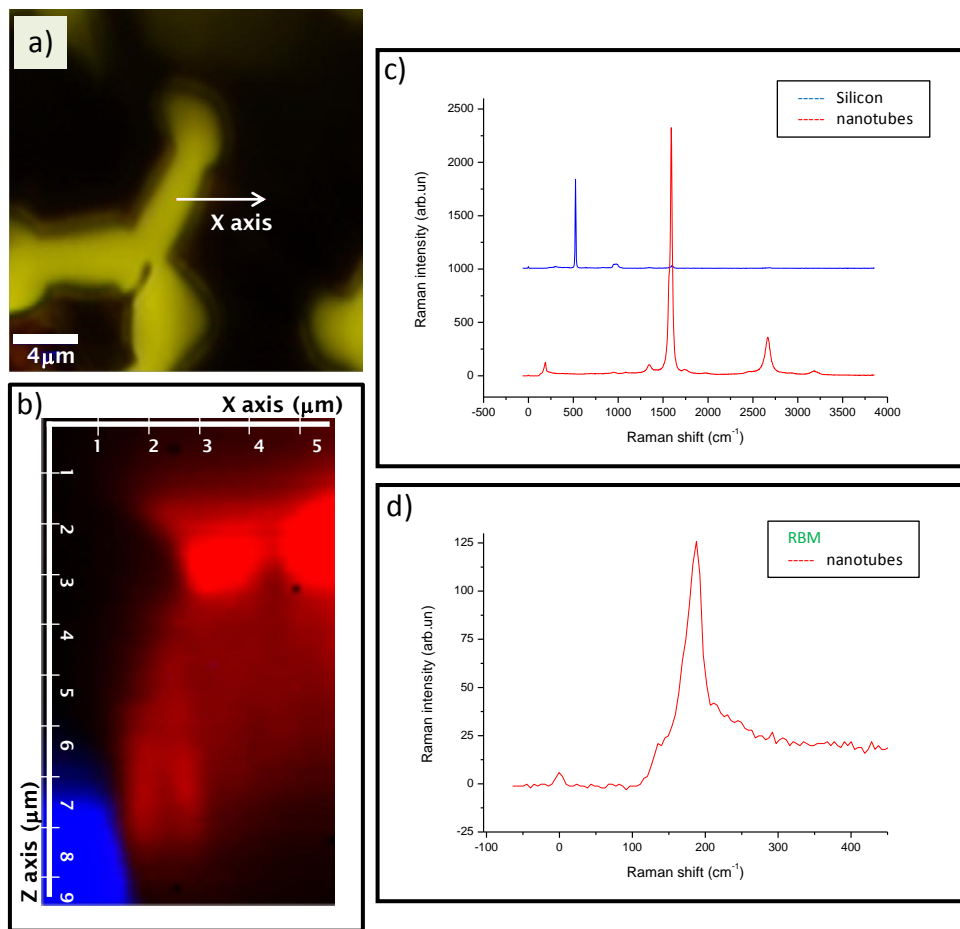 a)
X axis
4μm
b)
X axis (μm)
1 2 3 4 5
Z axis (μm)
1
2
3
4
5
6
7
8
9
c)
Silicon
nanotubes
Raman intensity (arb.un)
2500
2000
1500
1000
500
0
-500 0 500 1000 1500 2000 2500 3000 3500 4000
Raman shift (cm⁻¹)
d)
RBM
nanotubes
Raman intensity (arb.un)
125
100
75
50
25
0
-25
-100 0 100 200 300 400
Raman shift (cm⁻¹)